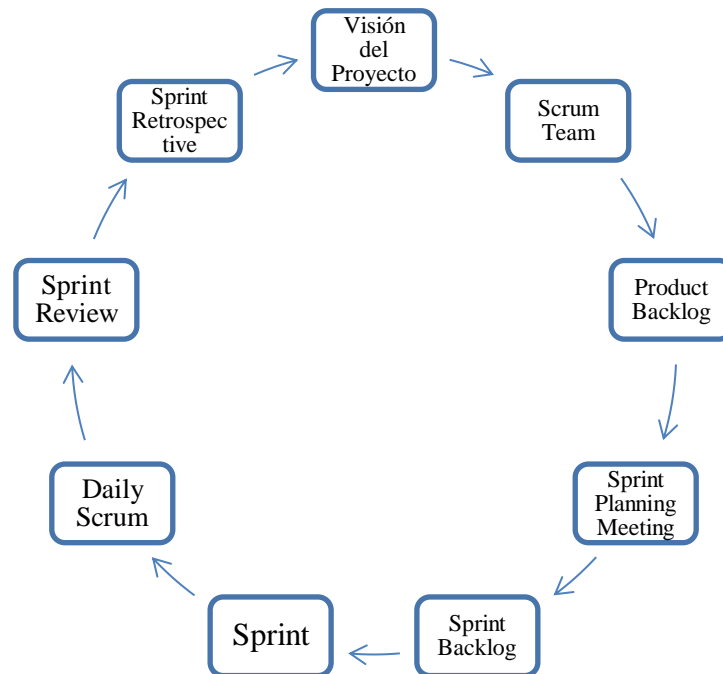 Visión
del
Proyecto
Scrum
Team
Product
Backlog
Sprint
Planning
Meeting
Sprint
Backlog
Sprint
Daily
Scrum
Sprint
Review
Sprint
Retrospec
tive